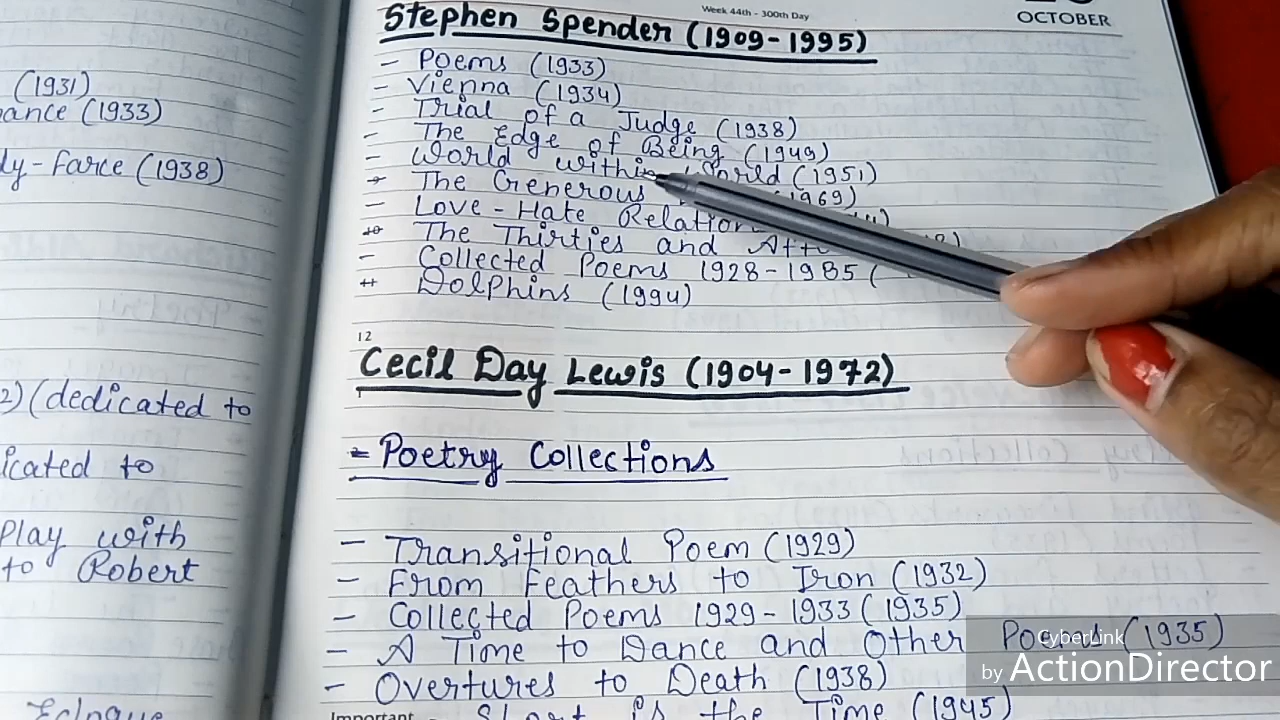 (1931)
ance (1933)
dy-Farce (1938)
2) (dedicated to
icated to
Play with
to Robert
Week 44th - 300th Day
OCTOBER
Stephen Spender (1909-1995)
- Poems (1933)
- Vienna (1934)
- Trial of a Judge (1938)
- The Edge of Being (1949)
- World within World (1951)
- The Generous (1969)
- Love-Hate Relation
- The Thirties and
- Collected Poems 1928-1985 (
- Dolphins (1994)
12
Cecil Day Lewis (1904-1972)
- Poetry Collections
- Transitional Poem (1929)
- From Feathers to Iron (1932)
- Collected Poems 1929-1933 (1935)
- A Time to Dance and Other Poems (1935)
- Overtures to Death (1938)
Important
is the Time (1945)
CyberLink
by ActionDirector